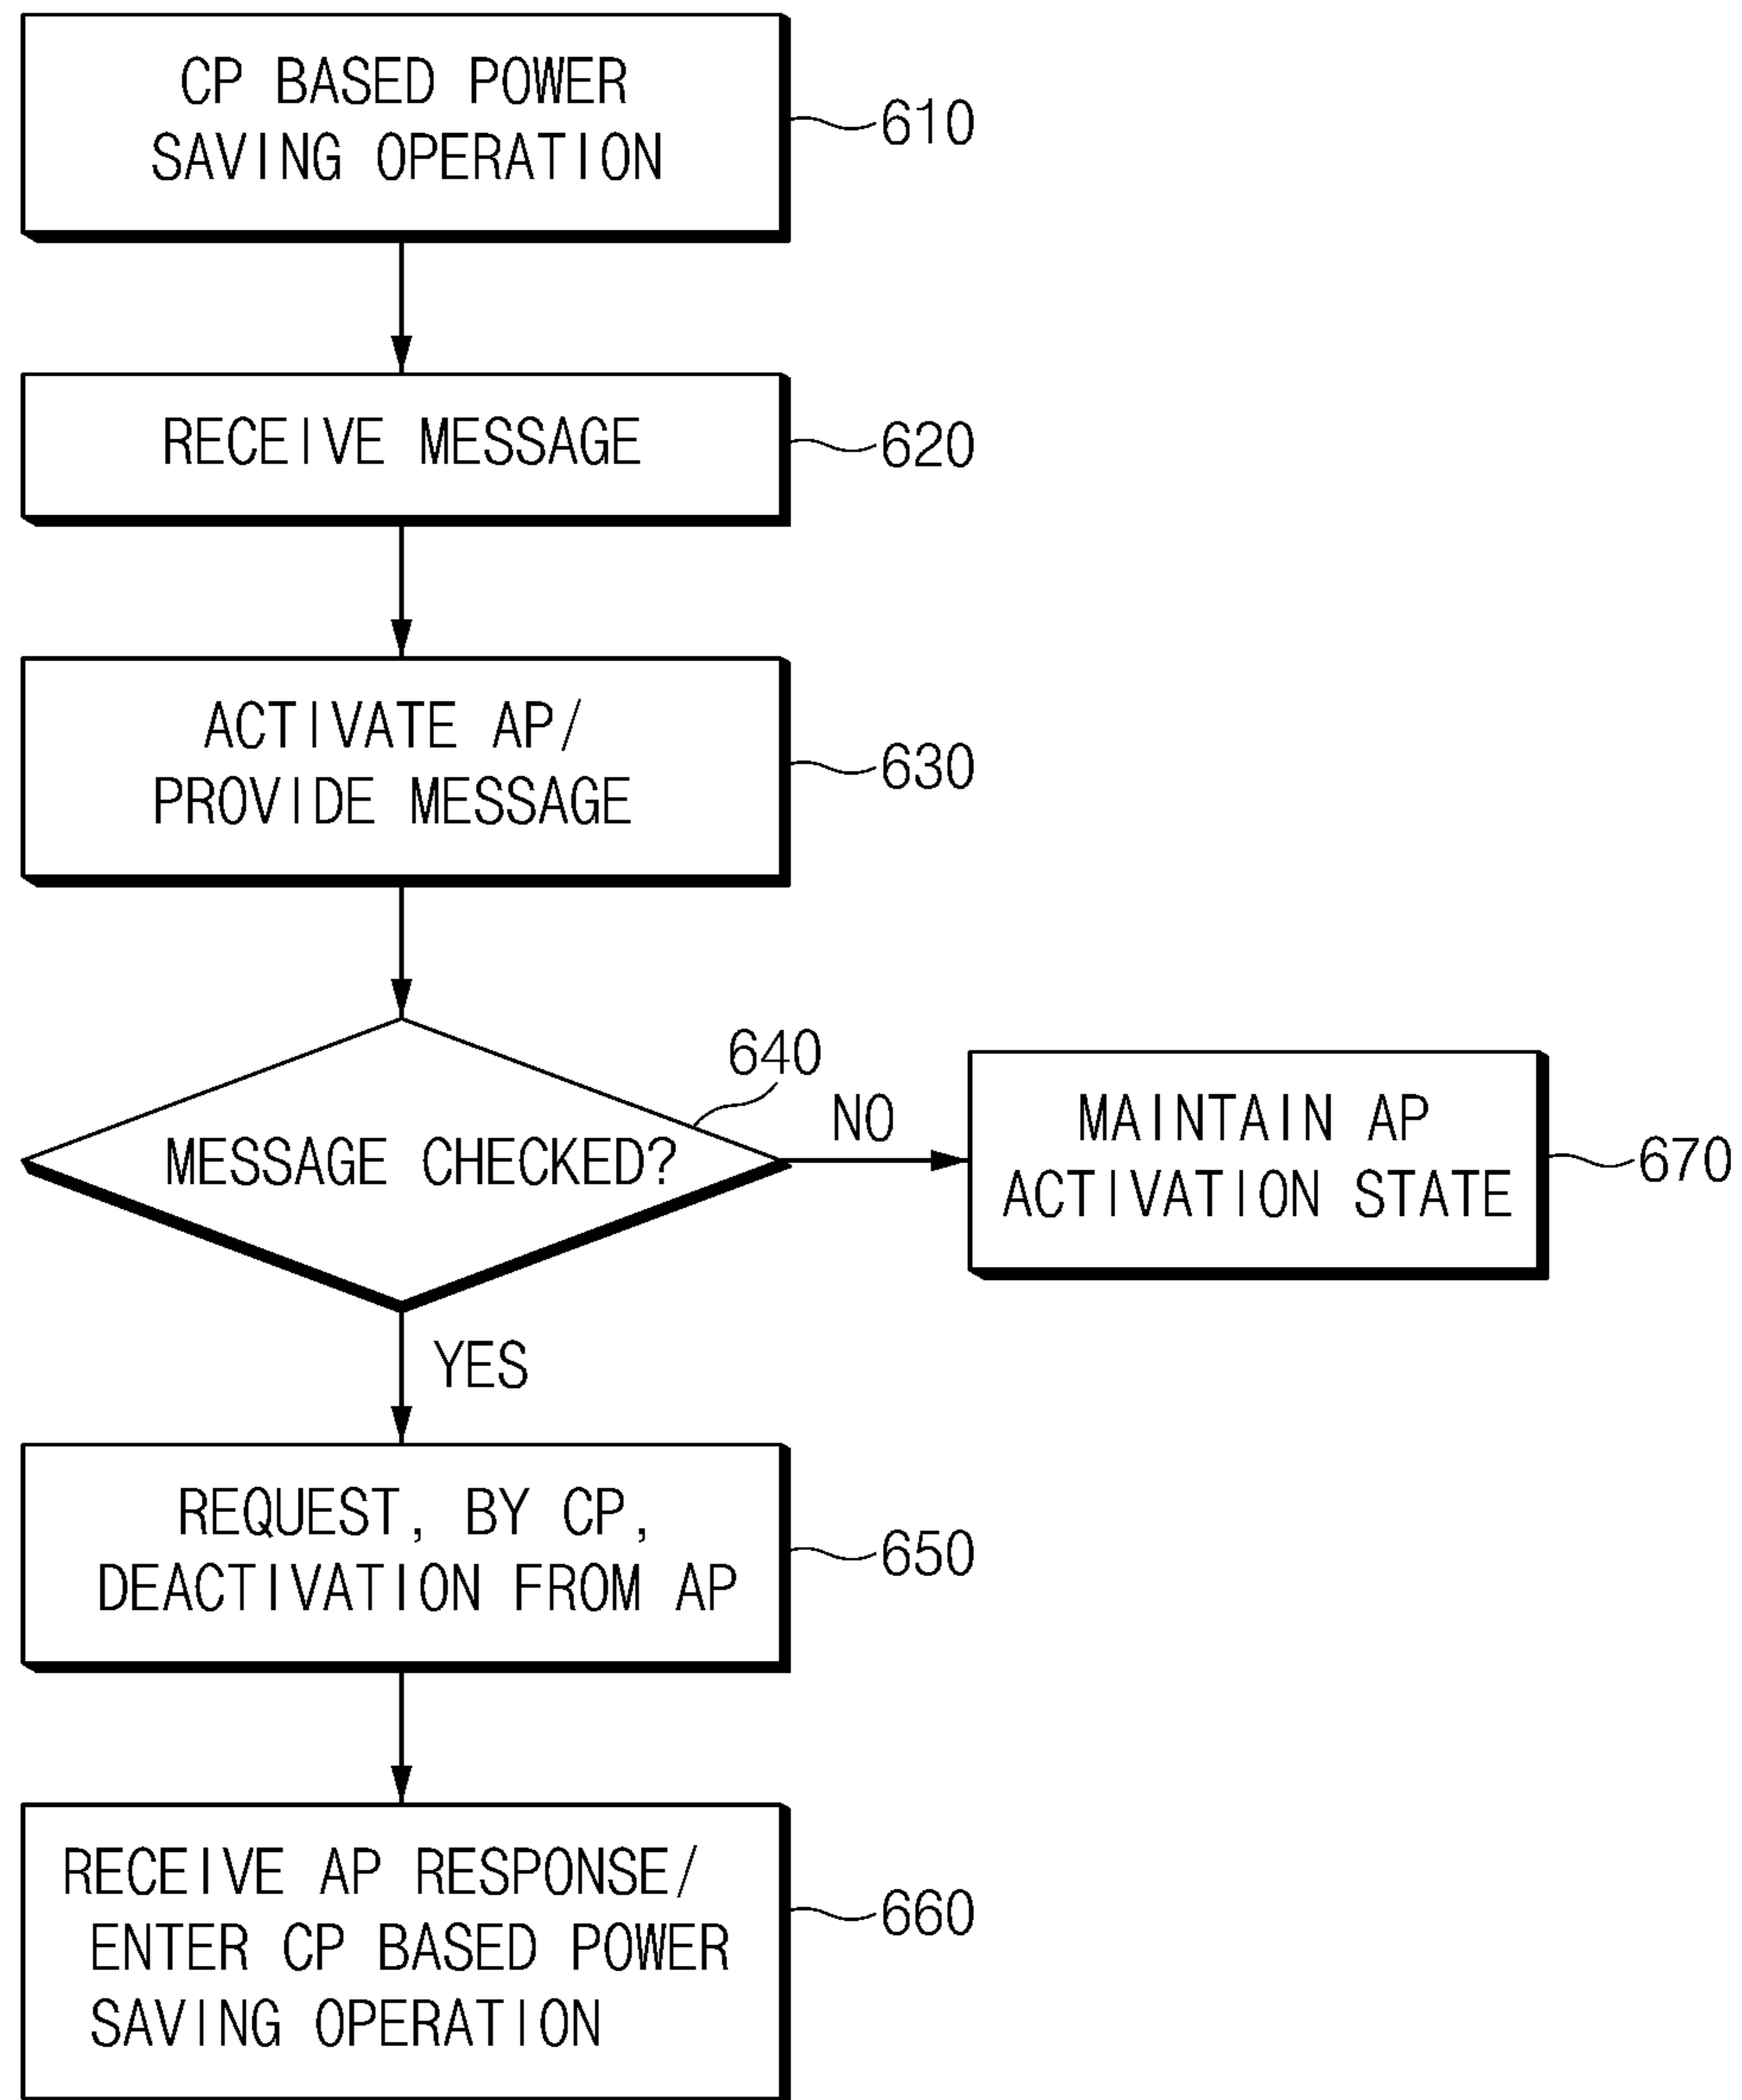 CP BASED POWER
SAVING OPERATION
610
RECEIVE MESSAGE
620
ACTIVATE AP/
PROVIDE MESSAGE
630
640
MESSAGE CHECKED?
NO
MAINTAIN AP
ACTIVATION STATE
670
YES
REQUEST, BY CP,
DEACTIVATION FROM AP
650
RECEIVE AP RESPONSE/
ENTER CP BASED POWER
SAVING OPERATION
660